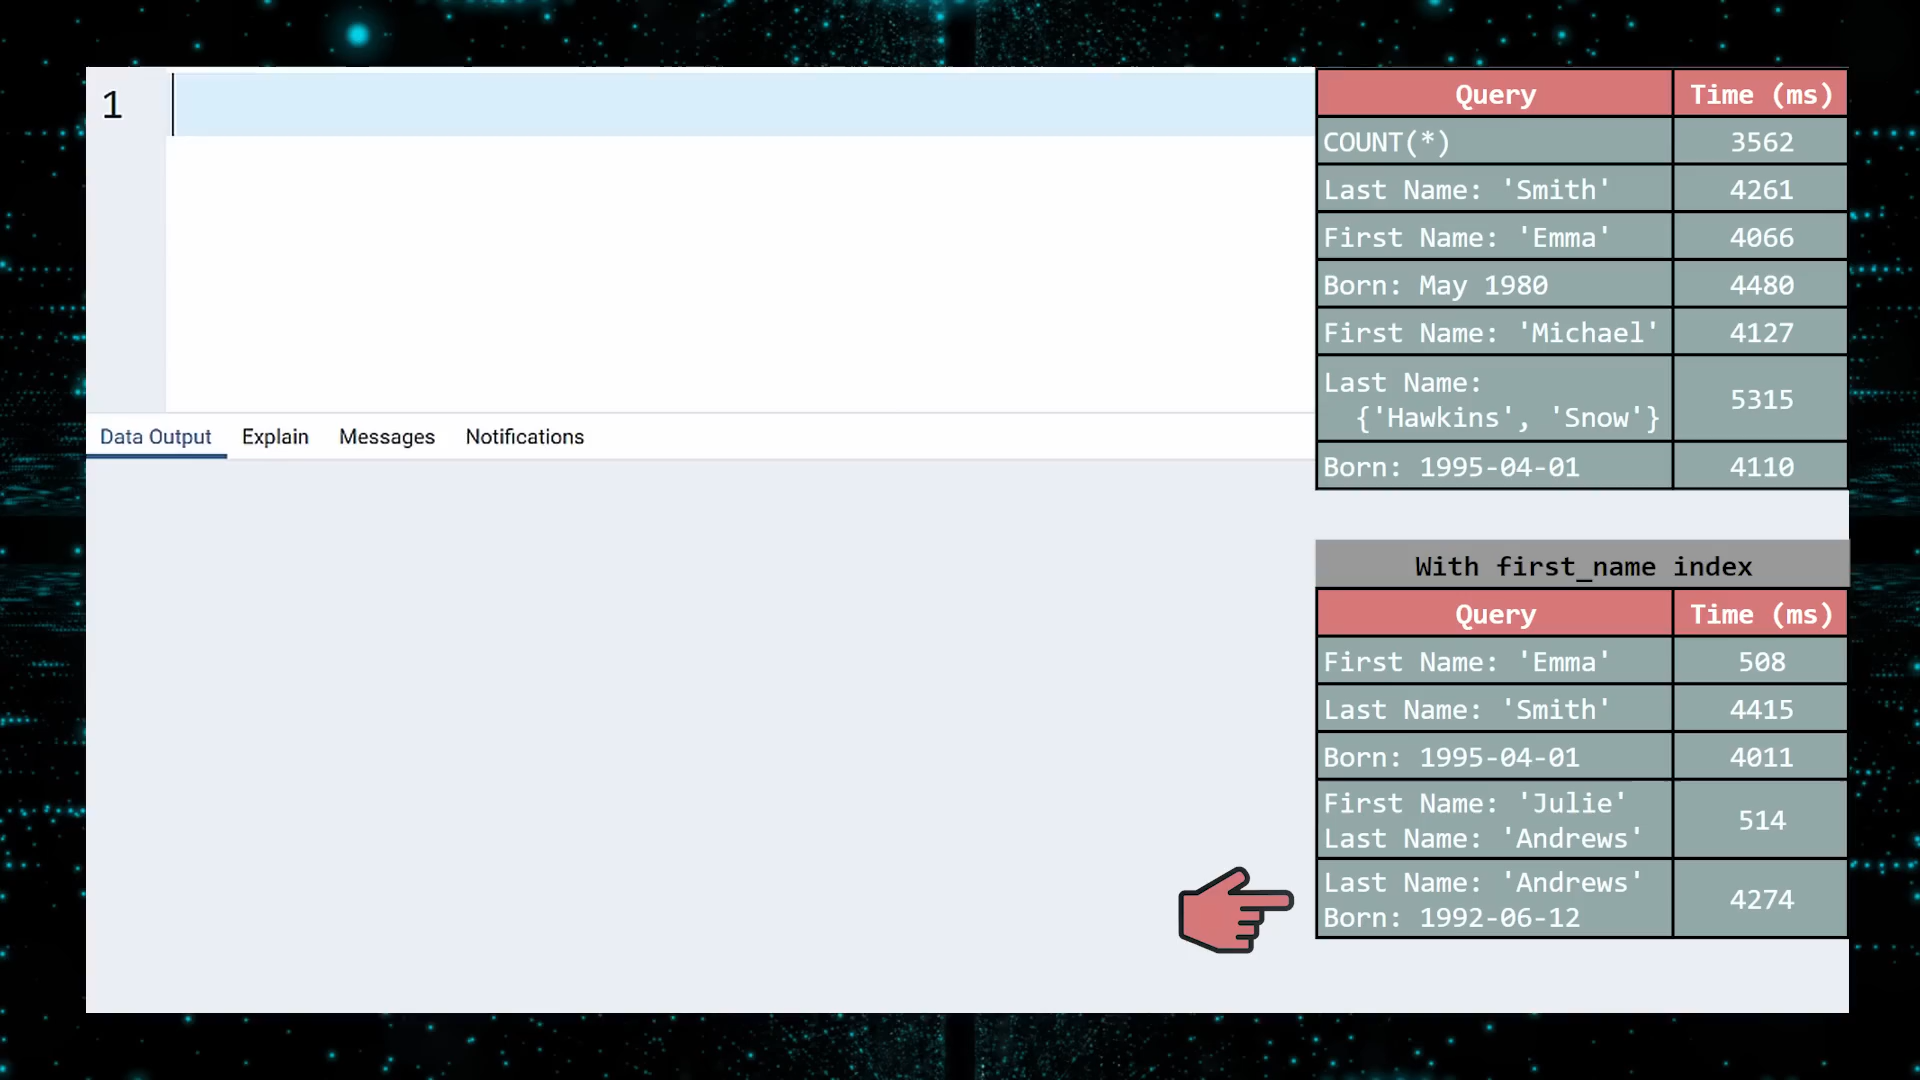 1
Data Output Explain Messages Notifications
Query Time (ms)
COUNT(*) 3562
Last Name: 'Smith' 4261
First Name: 'Emma' 4066
Born: May 1980 4480
First Name: 'Michael' 4127
Last Name:
{'Hawkins', 'Snow'} 5315
Born: 1995-04-01 4110
With first_name index
Query Time (ms)
First Name: 'Emma' 508
Last Name: 'Smith' 4415
Born: 1995-04-01 4011
First Name: 'Julie'
Last Name: 'Andrews' 514
Last Name: 'Andrews'
Born: 1992-06-12 4274